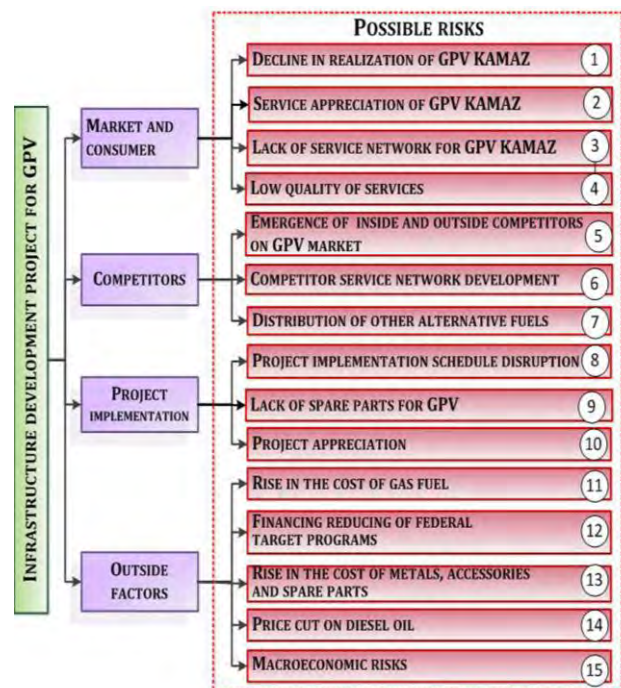 POSSIBLE RISKS
INFRASTRUCTURE DEVELOPMENT PROJECT FOR GPV
MARKET AND
CONSUMER
DECLINE IN REALIZATION OF GPV KAMAZ 1
SERVICE APPRECIATION OF GPV KAMAZ 2
LACK OF SERVICE NETWORK FOR GPV KAMAZ 3
LOW QUALITY OF SERVICES 4
COMPETITORS
EMERGENCE OF INSIDE AND OUTSIDE COMPETITORS
ON GPV MARKET 5
COMPETITOR SERVICE NETWORK DEVELOPMENT 6
DISTRIBUTION OF OTHER ALTERNATIVE FUELS 7
PROJECT
IMPLEMENTATION
PROJECT IMPLEMENTATION SCHEDULE DISRUPTION 8
LACK OF SPARE PARTS FOR GPV 9
PROJECT APPRECIATION 10
OUTSIDE
FACTORS
RISE IN THE COST OF GAS FUEL 11
FINANCING REDUCING OF FEDERAL
TARGET PROGRAMS 12
RISE IN THE COST OF METALS, ACCESSORIES
AND SPARE PARTS 13
PRICE CUT ON DIESEL OIL 14
MACROECONOMIC RISKS 15